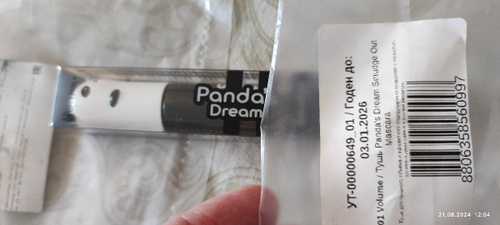 Panda's
Dream
УТ-00000649_01 / Годен до:
03.01.2026
01 Volume / Тушь Panda's Dream Smudge Out
Mascara
8806358560997
21.08.2024 12:04